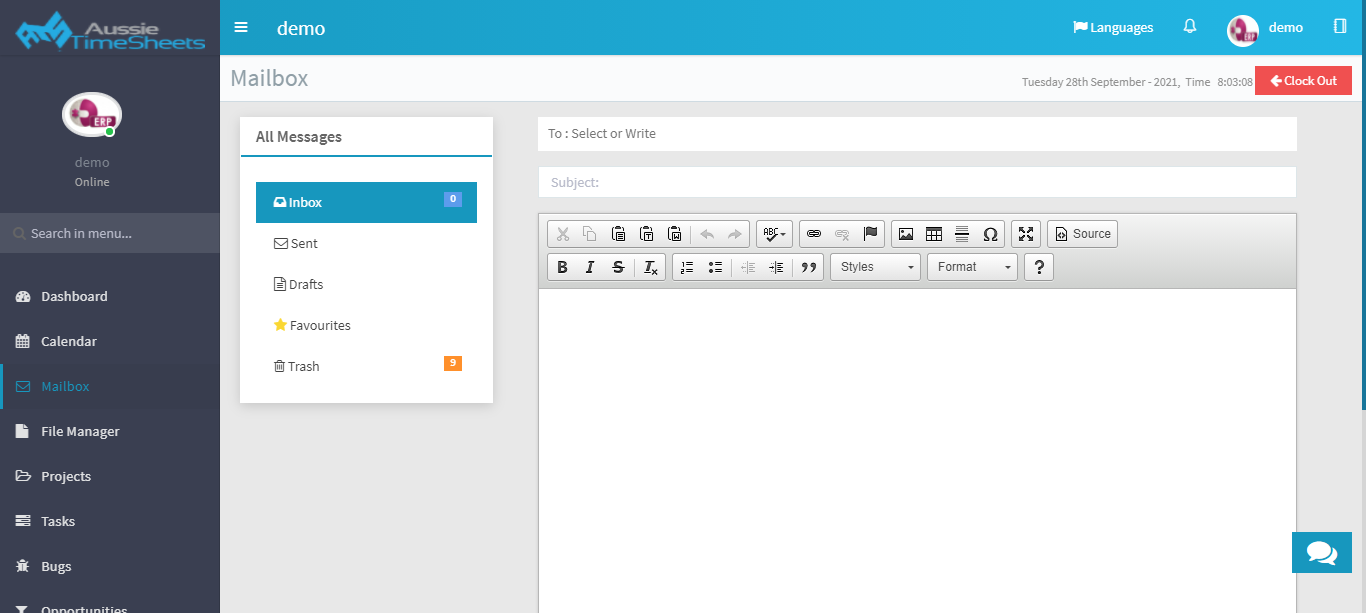 Aussie
TimeSheets
demo
Languages
demo
Mailbox
Tuesday 28th September - 2021, Time 8:03:08
Clock Out
ERP
demo
Online
Search in menu...
Dashboard
Calendar
Mailbox
File Manager
Projects
Tasks
Bugs
Opportunities
All Messages
Inbox 0
Sent
Drafts
Favourites
Trash 9
To : Select or Write
Subject:
ABC
Source
B I S Tx
Styles
Format
?